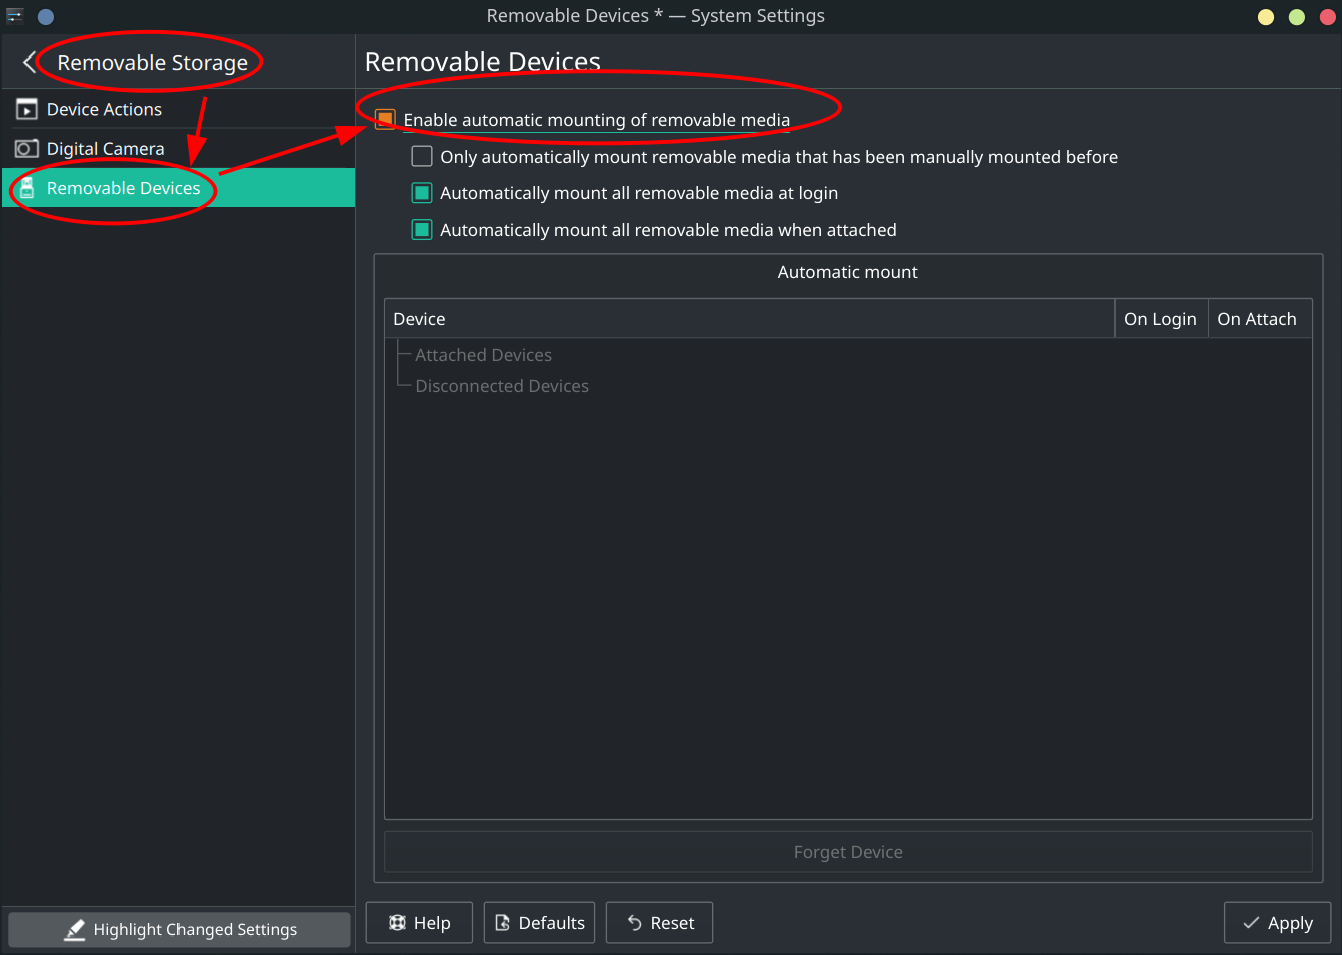 Removable Devices * — System Settings
Removable Storage
Removable Devices
Device Actions
Digital Camera
Removable Devices
Enable automatic mounting of removable media
Only automatically mount removable media that has been manually mounted before
Automatically mount all removable media at login
Automatically mount all removable media when attached
Automatic mount
Device On Login On Attach
Attached Devices
Disconnected Devices
Forget Device
Highlight Changed Settings
Help Defaults Reset Apply